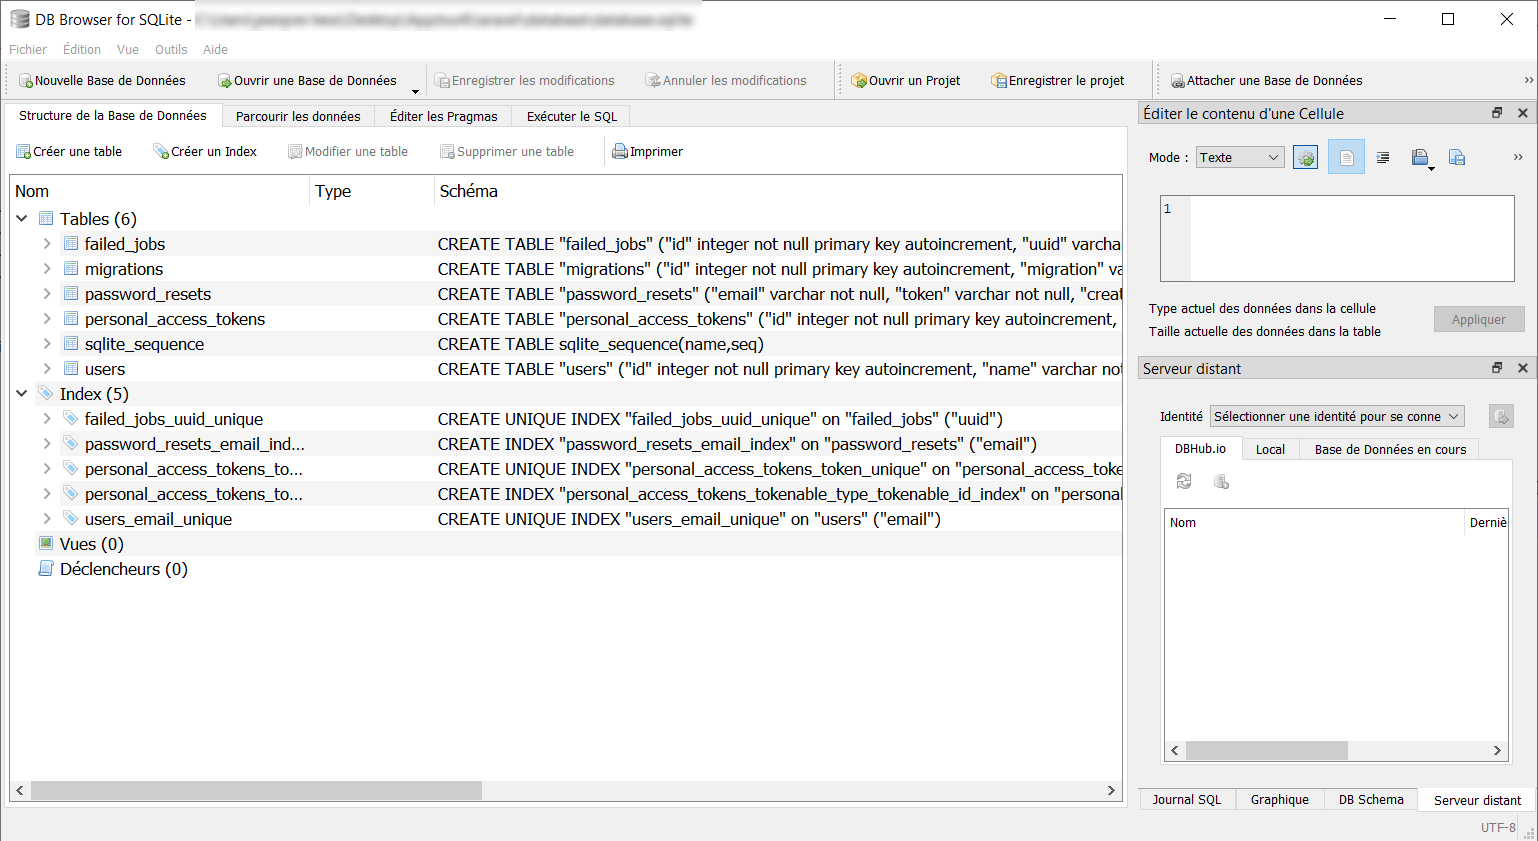 DB Browser for SQLite -
Fichier Édition Vue Outils Aide
Nouvelle Base de Données Ouvrir une Base de Données Enregistrer les modifications Annuler les modifications Ouvrir un Projet Enregistrer le projet Attacher une Base de Données »
Structure de la Base de Données Parcourir les données Éditer les Pragmas Exécuter le SQL
Créer une table Créer un Index Modifier une table Supprimer une table Imprimer
Nom Type Schéma
Tables (6)
failed_jobs CREATE TABLE "failed_jobs" ("id" integer not null primary key autoincrement, "uuid" varcha
migrations CREATE TABLE "migrations" ("id" integer not null primary key autoincrement, "migration" va
password_resets CREATE TABLE "password_resets" ("email" varchar not null, "token" varchar not null, "creat
personal_access_tokens CREATE TABLE "personal_access_tokens" ("id" integer not null primary key autoincrement,
sqlite_sequence CREATE TABLE sqlite_sequence(name,seq)
users CREATE TABLE "users" ("id" integer not null primary key autoincrement, "name" varchar not
Index (5)
failed_jobs_uuid_unique CREATE UNIQUE INDEX "failed_jobs_uuid_unique" on "failed_jobs" ("uuid")
password_resets_email_ind... CREATE INDEX "password_resets_email_index" on "password_resets" ("email")
personal_access_tokens_to... CREATE UNIQUE INDEX "personal_access_tokens_token_unique" on "personal_access_toke
personal_access_tokens_to... CREATE INDEX "personal_access_tokens_tokenable_type_tokenable_id_index" on "personal
users_email_unique CREATE UNIQUE INDEX "users_email_unique" on "users" ("email")
Vues (0)
Déclencheurs (0)
Éditer le contenu d'une Cellule
Mode : Texte »
1
Type actuel des données dans la cellule
Taille actuelle des données dans la table
Appliquer
Serveur distant
Identité Sélectionner une identité pour se conne
DBHub.io Local Base de Données en cours
Nom Derniè
Journal SQL Graphique DB Schema Serveur distant
UTF-8